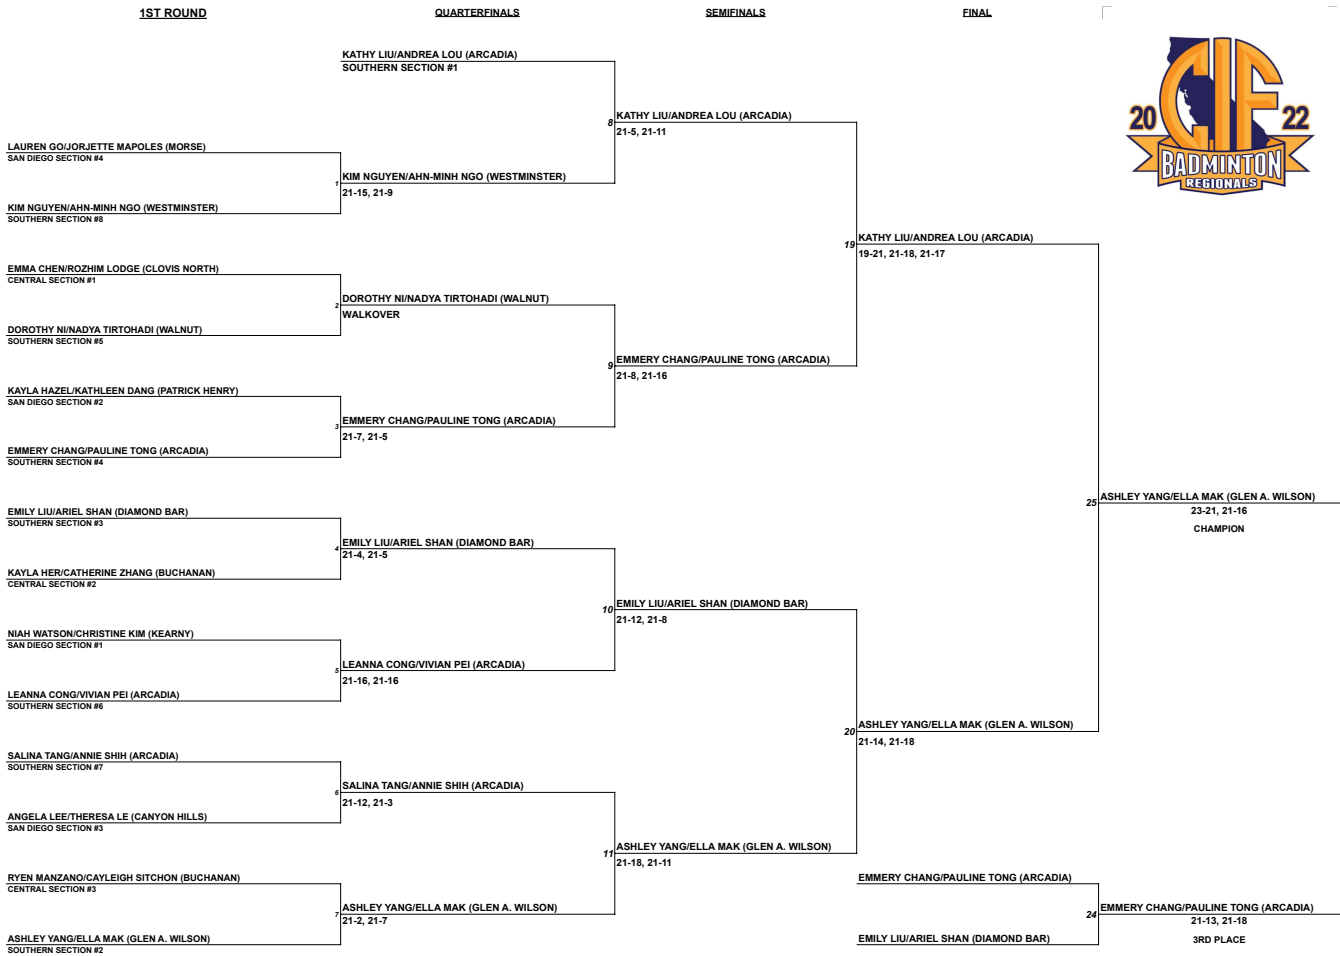 1ST ROUND
QUARTERFINALS
SEMIFINALS
FINAL
20 CIF 22
BADMINTON
REGIONALS
KATHY LIU/ANDREA LOU (ARCADIA)
SOUTHERN SECTION #1
8 KATHY LIU/ANDREA LOU (ARCADIA)
21-5, 21-11
LAUREN GO/JORJETTE MAPOLES (MORSE)
SAN DIEGO SECTION #4
1 KIM NGUYEN/AHN-MINH NGO (WESTMINSTER)
21-15, 21-9
KIM NGUYEN/AHN-MINH NGO (WESTMINSTER)
SOUTHERN SECTION #8
19 KATHY LIU/ANDREA LOU (ARCADIA)
19-21, 21-18, 21-17
EMMA CHEN/ROZHIM LODGE (CLOVIS NORTH)
CENTRAL SECTION #1
2 DOROTHY NI/NADYA TIRTOHADI (WALNUT)
WALKOVER
DOROTHY NI/NADYA TIRTOHADI (WALNUT)
SOUTHERN SECTION #5
9 EMMERY CHANG/PAULINE TONG (ARCADIA)
21-8, 21-16
KAYLA HAZEL/KATHLEEN DANG (PATRICK HENRY)
SAN DIEGO SECTION #2
3 EMMERY CHANG/PAULINE TONG (ARCADIA)
21-7, 21-5
EMMERY CHANG/PAULINE TONG (ARCADIA)
SOUTHERN SECTION #4
25 ASHLEY YANG/ELLA MAK (GLEN A. WILSON)
23-21, 21-16
CHAMPION
EMILY LIU/ARIEL SHAN (DIAMOND BAR)
SOUTHERN SECTION #3
4 EMILY LIU/ARIEL SHAN (DIAMOND BAR)
21-4, 21-5
KAYLA HER/CATHERINE ZHANG (BUCHANAN)
CENTRAL SECTION #2
10 EMILY LIU/ARIEL SHAN (DIAMOND BAR)
21-12, 21-8
NIAH WATSON/CHRISTINE KIM (KEARNY)
SAN DIEGO SECTION #1
5 LEANNA CONG/VIVIAN PEI (ARCADIA)
21-16, 21-16
LEANNA CONG/VIVIAN PEI (ARCADIA)
SOUTHERN SECTION #6
20 ASHLEY YANG/ELLA MAK (GLEN A. WILSON)
21-14, 21-18
SALINA TANG/ANNIE SHIH (ARCADIA)
SOUTHERN SECTION #7
6 SALINA TANG/ANNIE SHIH (ARCADIA)
21-12, 21-3
ANGELA LEE/THERESA LE (CANYON HILLS)
SAN DIEGO SECTION #3
11 ASHLEY YANG/ELLA MAK (GLEN A. WILSON)
21-18, 21-11
RYEN MANZANO/CAYLEIGH SITCHON (BUCHANAN)
CENTRAL SECTION #3
7 ASHLEY YANG/ELLA MAK (GLEN A. WILSON)
21-2, 21-7
ASHLEY YANG/ELLA MAK (GLEN A. WILSON)
SOUTHERN SECTION #2
EMMERY CHANG/PAULINE TONG (ARCADIA)
24 EMMERY CHANG/PAULINE TONG (ARCADIA)
21-13, 21-18
3RD PLACE
EMILY LIU/ARIEL SHAN (DIAMOND BAR)